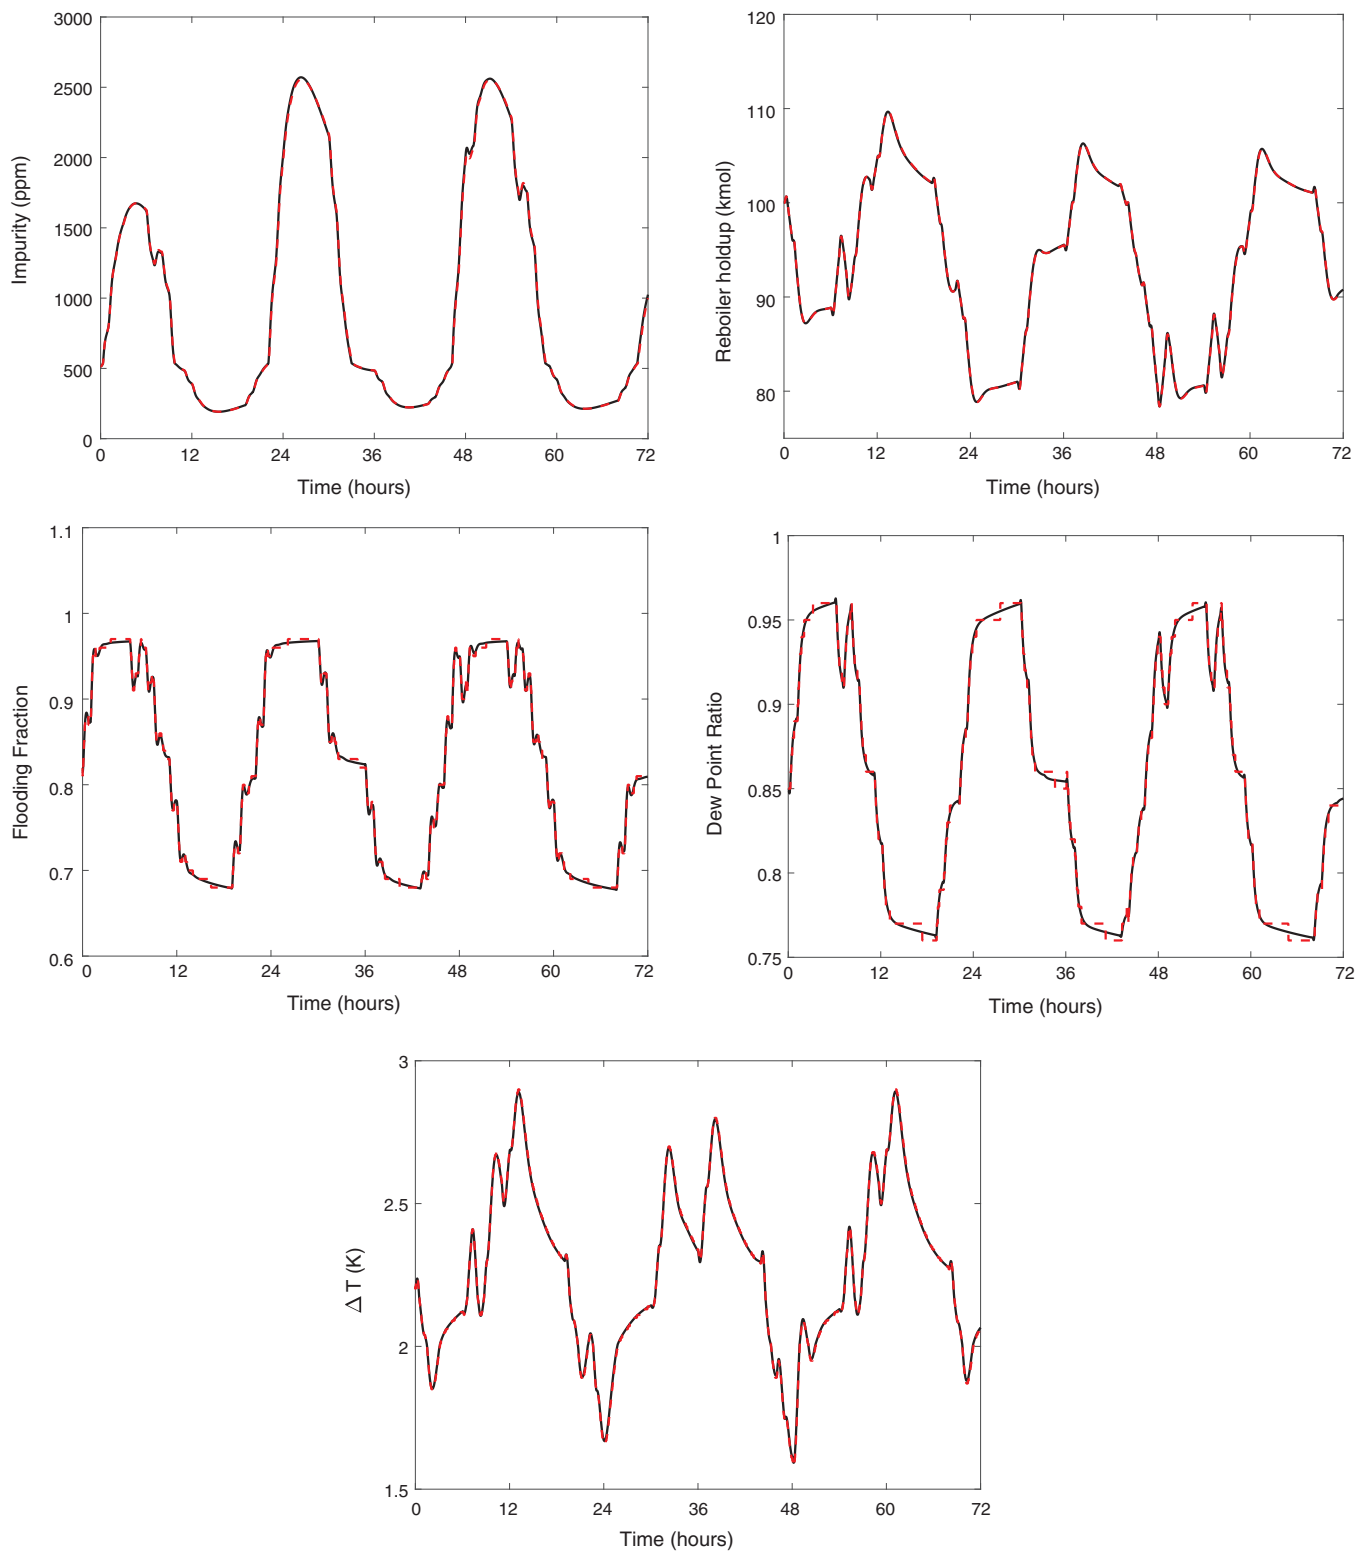 3000
2500
2000
1500
1000
500
0
Impurity (ppm)
0 12 24 36 48 60 72
Time (hours)
120
110
100
90
80
Reboiler holdup (kmol)
0 12 24 36 48 60 72
Time (hours)
1.1
1
0.9
0.8
0.7
0.6
Flooding Fraction
0 12 24 36 48 60 72
Time (hours)
1
0.95
0.9
0.85
0.8
0.75
Dew Point Ratio
0 12 24 36 48 60 72
Time (hours)
3
2.5
2
1.5
Δ T (K)
0 12 24 36 48 60 72
Time (hours)